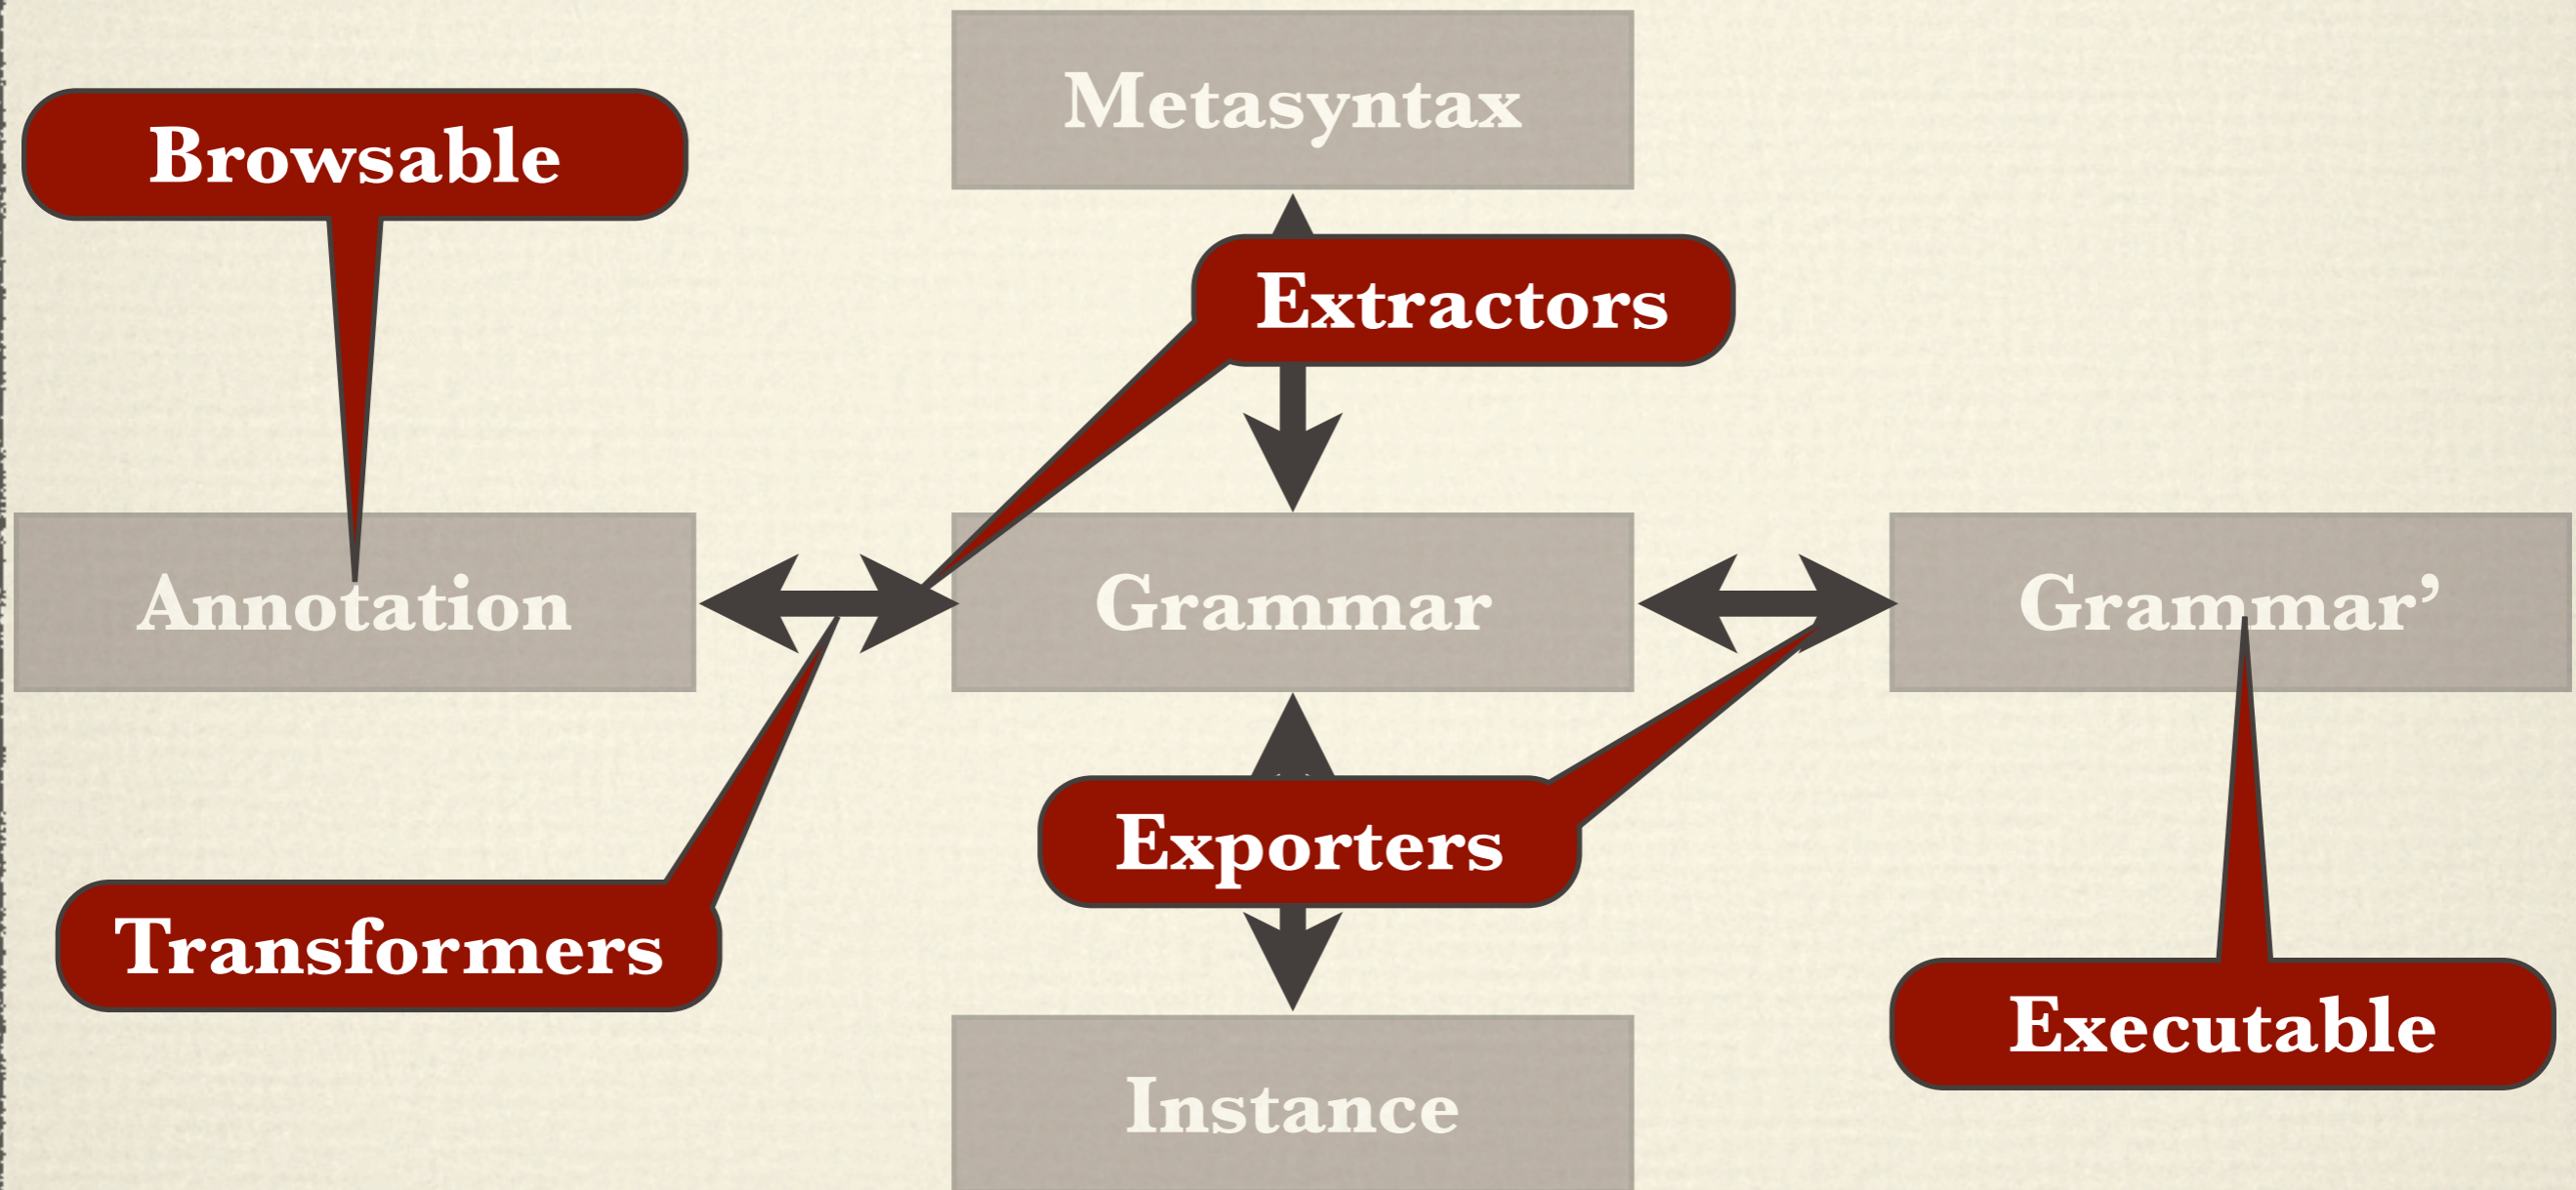 Metasyntax
Browsable
Extractors
Annotation
Grammar
Grammar’
Exporters
Transformers
Executable
Instance